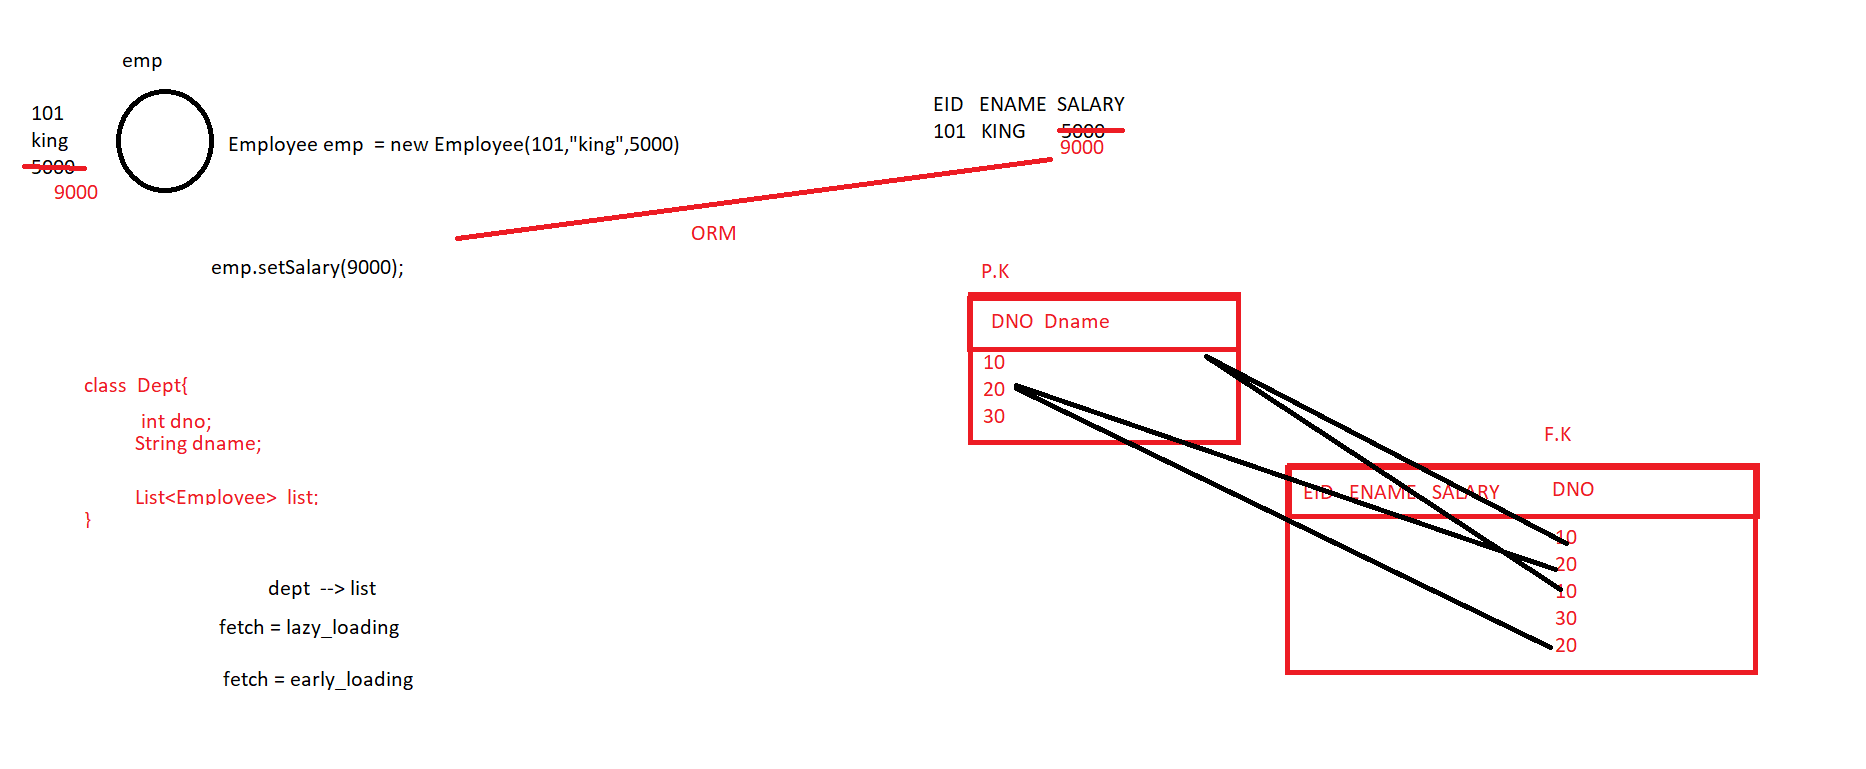 emp
101
king
5000
9000
Employee emp  = new Employee(101,"king",5000)
emp.setSalary(9000);
ORM
EID   ENAME  SALARY
101   KING   5000
9000
P.K
DNO  Dname
10
20
30
F.K
EID   ENAME   SALARY   DNO
10
20
10
30
20
class  Dept{
int dno;
String dname;
List<Employee>  list;
}
dept  --> list
fetch = lazy_loading
fetch = early_loading